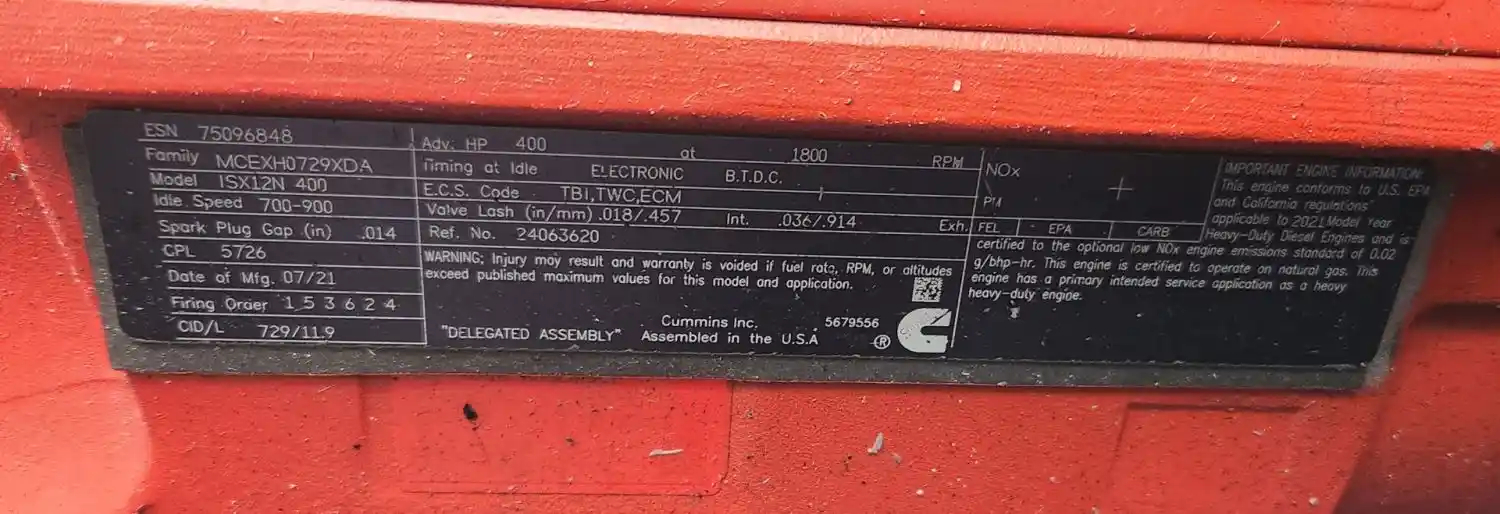 ESN 75096848
Family MCEXH0729XDA
Model ISX12N 400
Idle Speed 700-900
Spark Plug Gap (in) .014
CPL 5726
Date of Mfg. 07/21
Firing Order 1 5 3 6 2 4
CID/L 729/11.9
Adv. HP 400 at 1800 RPM
Timing at Idle ELECTRONIC B.T.D.C.
E.C.S. Code TBI,TWC,ECM
Valve Lash (in/mm) .018/.457 Int. .036/.914 Exh.
Ref. No. 24063620
WARNING: Injury may result and warranty is voided if fuel rate, RPM, or altitudes
exceed published maximum values for this model and application.
"DELEGATED ASSEMBLY"
Cummins Inc. 5679556
Assembled in the U.S.A
®
NOx
PM
FEL EPA CARB
IMPORTANT ENGINE INFORMATION:
This engine conforms to U.S. EPA
and California regulations
applicable to 2021 Model Year
Heavy-Duty Diesel Engines and is
certified to the optional low NOx engine emissions standard of 0.02
g/bhp-hr. This engine is certified to operate on natural gas. This
engine has a primary intended service application as a heavy
heavy-duty engine.